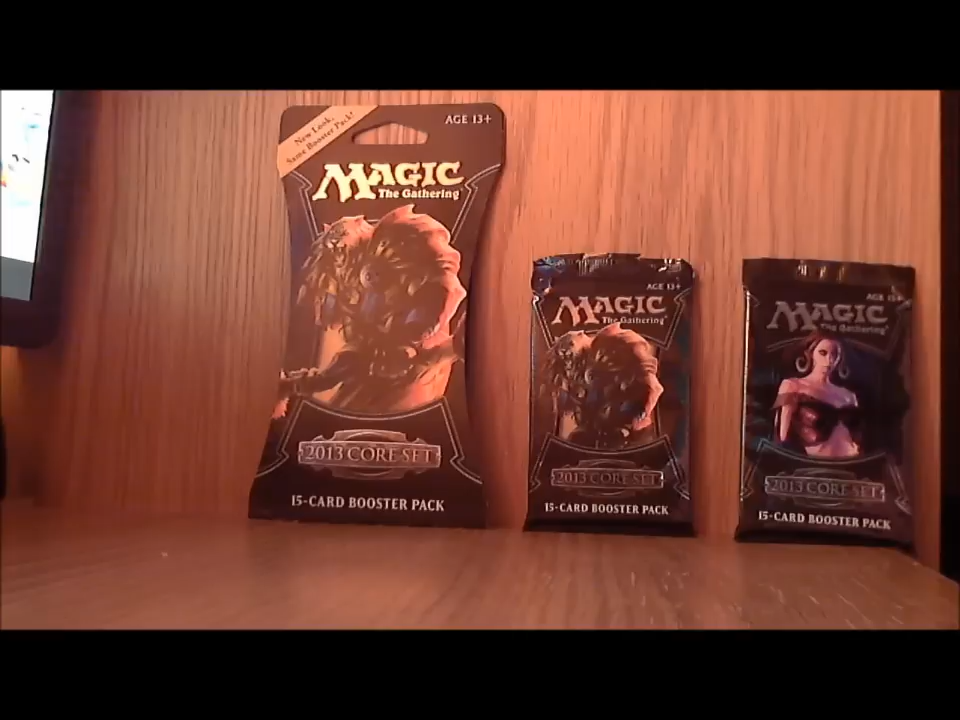 New Look,
Same Booster Pack!
AGE 13+
MAGIC
The Gathering®
2013 CORE SET
15-CARD BOOSTER PACK
AGE 13+
MAGIC
The Gathering®
2013 CORE SET
15-CARD BOOSTER PACK
AGE 13+
MAGIC
The Gathering®
2013 CORE SET
15-CARD BOOSTER PACK